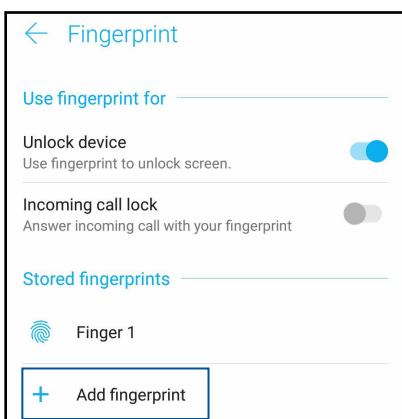 Fingerprint
Use fingerprint for
Unlock device
Use fingerprint to unlock screen.
Incoming call lock
Answer incoming call with your fingerprint
Stored fingerprints
Finger 1
Add fingerprint